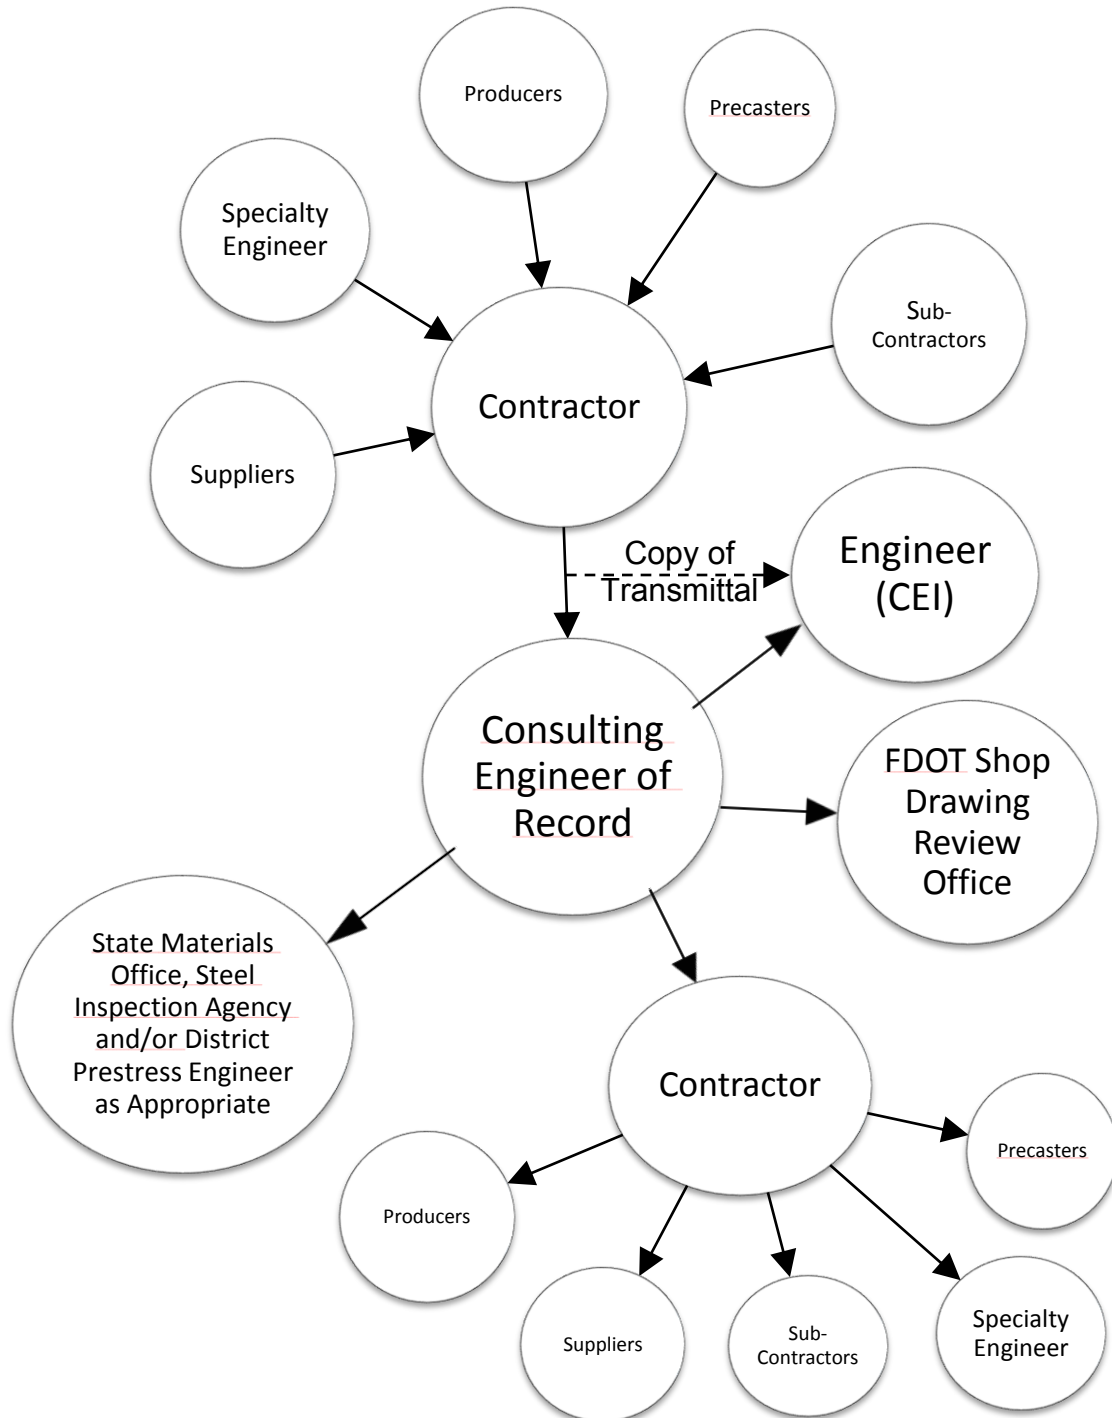 Producers
Precasters
Specialty
Engineer
Sub-
Contractors
Contractor
Suppliers
Copy of
Transmittal
Engineer
(CEI)
Consulting
Engineer of
Record
FDOT Shop
Drawing
Review
Office
State Materials
Office, Steel
Inspection Agency
and/or District
Prestress Engineer
as Appropriate
Contractor
Precasters
Producers
Suppliers
Sub-
Contractors
Specialty
Engineer